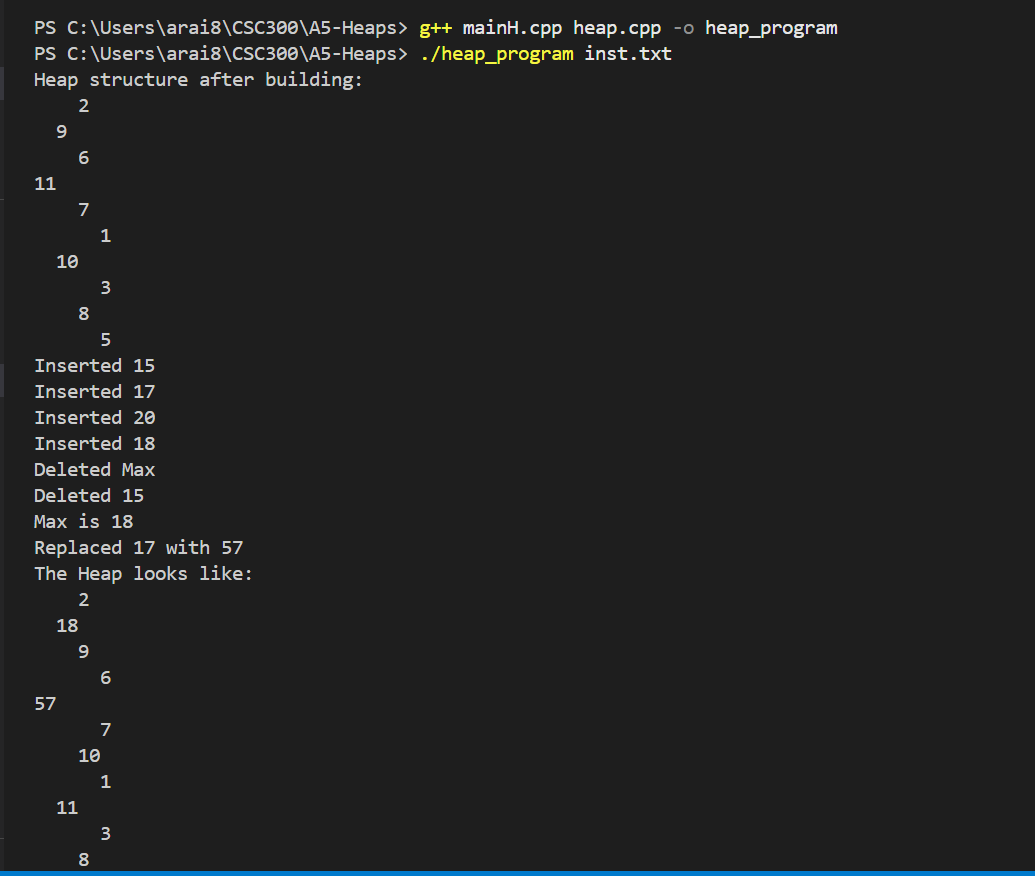 PS C:\Users\arai8\CSC300\A5-Heaps> g++ mainH.cpp heap.cpp -o heap_program
PS C:\Users\arai8\CSC300\A5-Heaps> ./heap_program inst.txt
Heap structure after building:
    2
  9
    6
11
    7
      1
  10
      3
    8
      5
Inserted 15
Inserted 17
Inserted 20
Inserted 18
Deleted Max
Deleted 15
Max is 18
Replaced 17 with 57
The Heap looks like:
    2
  18
    9
      6
57
      7
    10
      1
  11
      3
    8